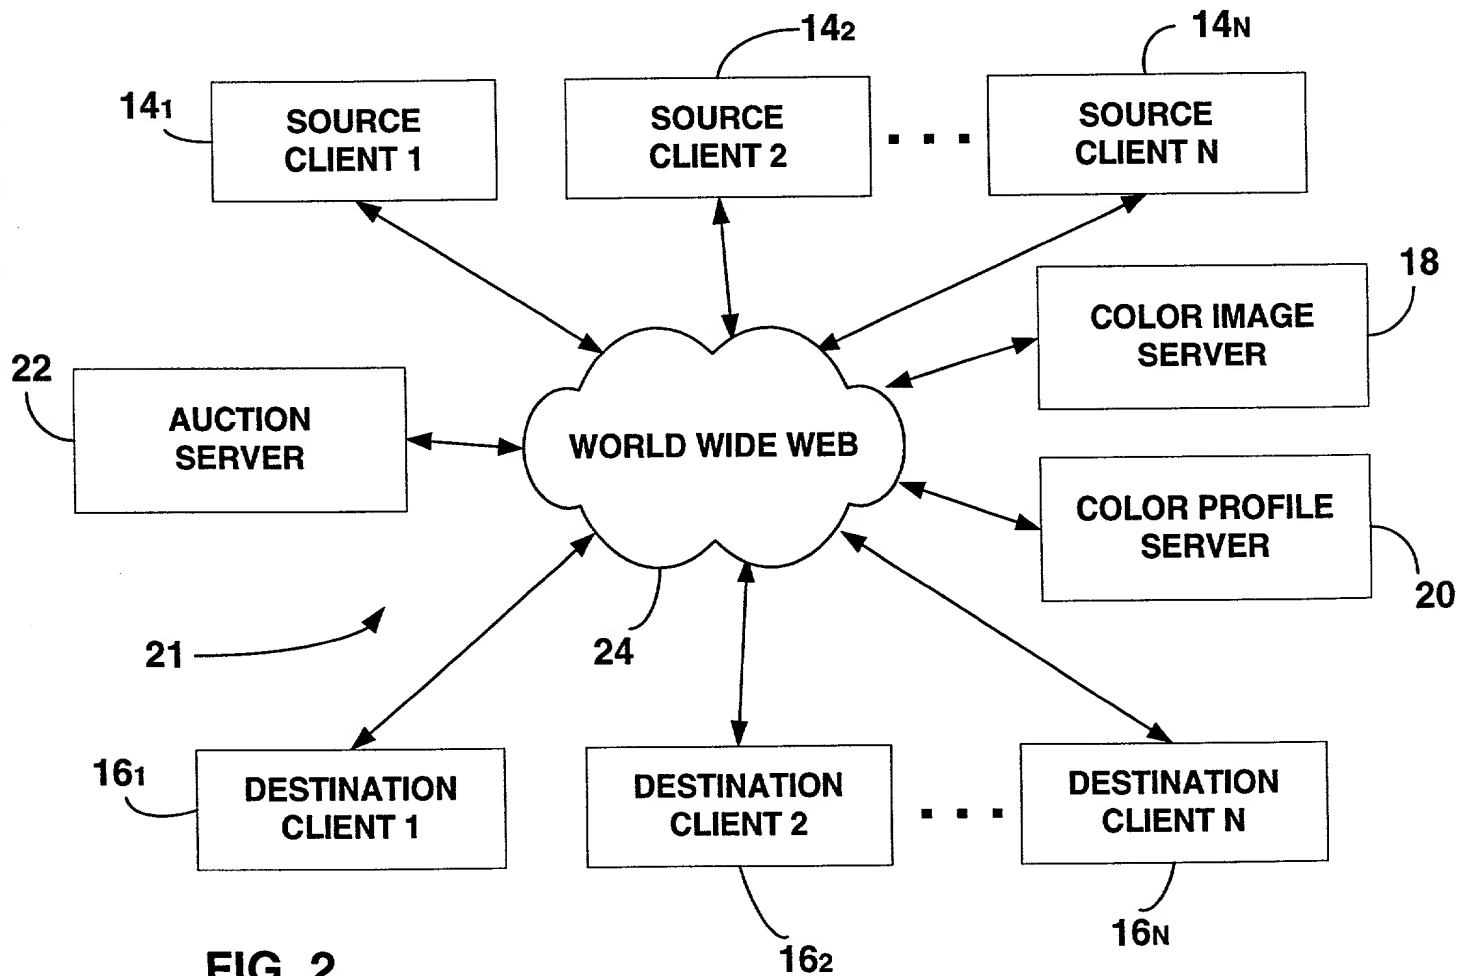 14₂
14N
14₁
SOURCE
CLIENT 1
SOURCE
CLIENT 2
SOURCE
CLIENT N
18
COLOR IMAGE
SERVER
22
AUCTION
SERVER
WORLD WIDE WEB
COLOR PROFILE
SERVER
20
21
24
16₁
DESTINATION
CLIENT 1
DESTINATION
CLIENT 2
DESTINATION
CLIENT N
16₂
16N
FIG. 2